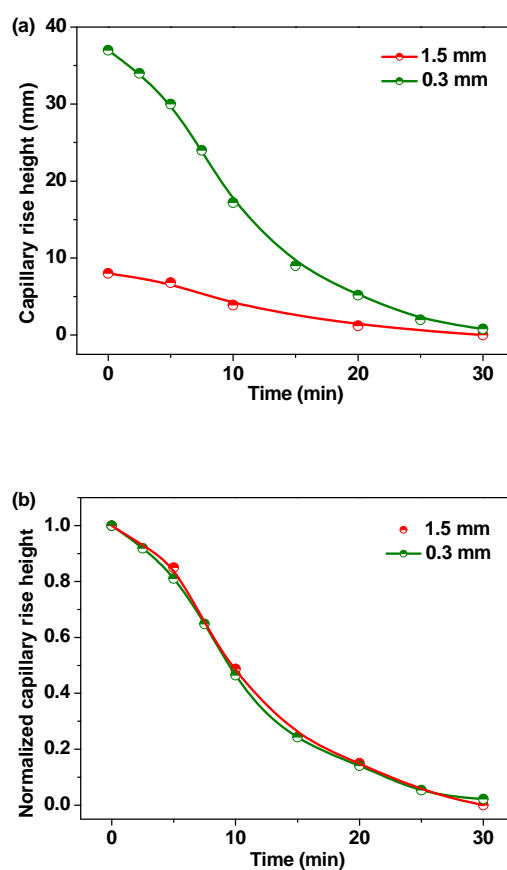 (a)
40
30
20
10
0
Capillary rise height (mm)
1.5 mm
0.3 mm
0 10 20 30
Time (min)
(b)
1.0
0.8
0.6
0.4
0.2
0.0
Normalized capillary rise height
1.5 mm
0.3 mm
0 10 20 30
Time (min)